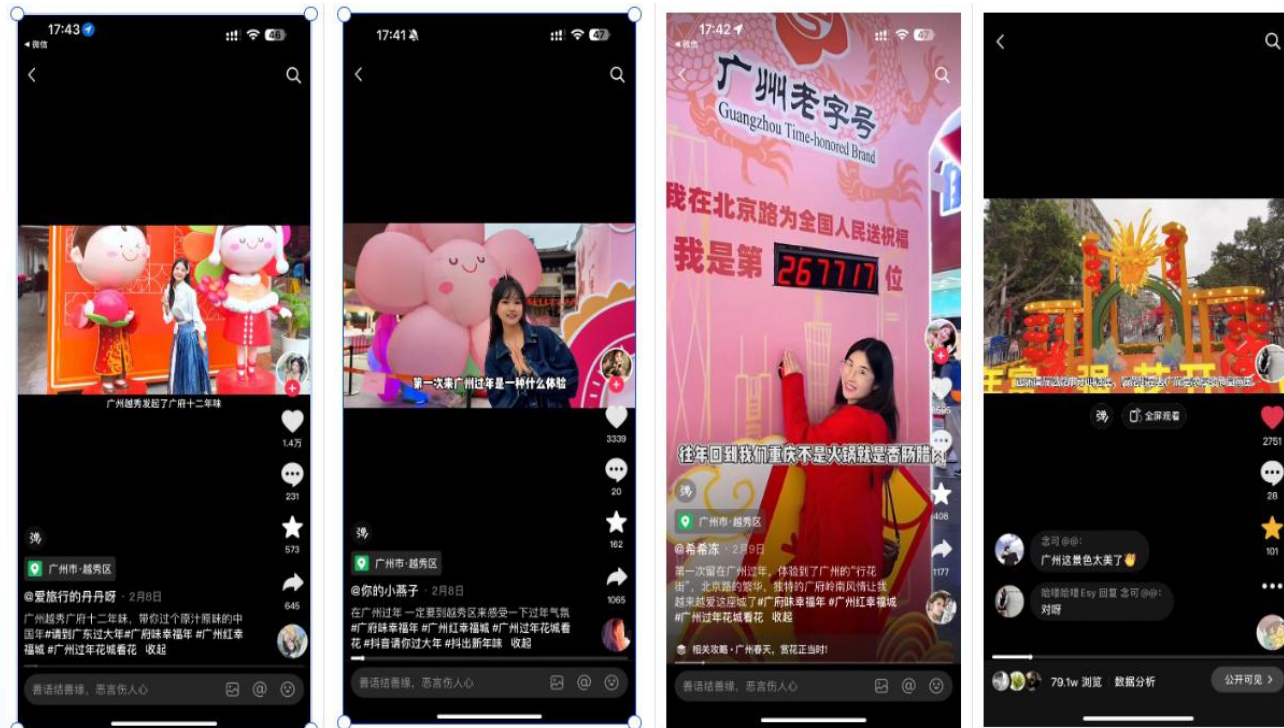 17:43
46
微信
广州越秀发起了广府十二年味
1.4万
231
573
645
弹
广州市·越秀区
@爱旅行的丹丹呀 · 2月8日
广州越秀广府十二年味，带你过个原汁原味的中
国年#请到广东过大年#广府味幸福年 #广州红幸
福城 #广州过年花城看花 收起
善语结善缘，恶言伤人心
17:41
47
第一次来广州过年是一种什么体验
3339
20
162
1065
弹
广州市·越秀区
@你的小燕子 · 2月8日
在广州过年 一定要到越秀区来感受一下过年气氛
#广府味幸福年 #广州红幸福城 #广州过年花城看
花 #抖音请你过大年 #抖出新年味 收起
善语结善缘，恶言伤人心
17:42
47
微信
广州老字号
Guangzhou Time-honored Brand
我在北京路为全国人民送祝福
我是第 267717 位
往年回到我们重庆不是火锅就是香肠腊肉
弹
408
1177
广州市·越秀区
@希希冻 · 2月9日
第一次留在广州过年，体验到了广州的“行花
街”，北京路的繁华，独特的广府岭南风情让我
越来越爱这座城了#广府味幸福年 #广州红幸福城
#广州过年花城看花 收起
相关攻略·广州春天，赏花正当时！
善语结善缘，恶言伤人心
弹
全屏观看
2751
28
101
念可@@:
广州这景色太美了
哈喽哈喽 Esy 回复 念可@@:
对呀
79.1w 浏览
数据分析
公开可见